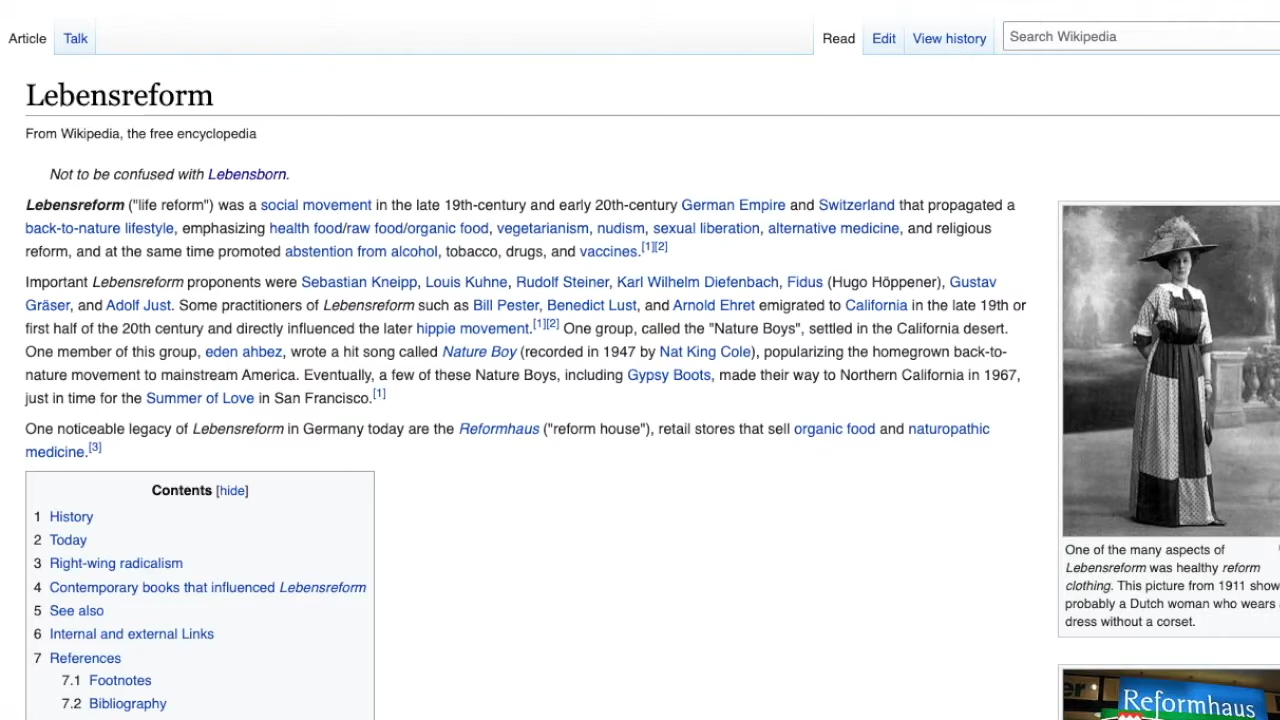 Article
Talk
Read
Edit
View history
Search Wikipedia
Lebensreform
From Wikipedia, the free encyclopedia
Not to be confused with Lebensborn.
Lebensreform ("life reform") was a social movement in the late 19th-century and early 20th-century German Empire and Switzerland that propagated a
back-to-nature lifestyle, emphasizing health food/raw food/organic food, vegetarianism, nudism, sexual liberation, alternative medicine, and religious
reform, and at the same time promoted abstention from alcohol, tobacco, drugs, and vaccines.[1][2]
Important Lebensreform proponents were Sebastian Kneipp, Louis Kuhne, Rudolf Steiner, Karl Wilhelm Diefenbach, Fidus (Hugo Höppener), Gustav
Gräser, and Adolf Just. Some practitioners of Lebensreform such as Bill Pester, Benedict Lust, and Arnold Ehret emigrated to California in the late 19th or
first half of the 20th century and directly influenced the later hippie movement.[1][2] One group, called the "Nature Boys", settled in the California desert.
One member of this group, eden ahbez, wrote a hit song called Nature Boy (recorded in 1947 by Nat King Cole), popularizing the homegrown back-to-
nature movement to mainstream America. Eventually, a few of these Nature Boys, including Gypsy Boots, made their way to Northern California in 1967,
just in time for the Summer of Love in San Francisco.[1]
One noticeable legacy of Lebensreform in Germany today are the Reformhaus ("reform house"), retail stores that sell organic food and naturopathic
medicine.[3]
Contents [hide]
1 History
2 Today
3 Right-wing radicalism
4 Contemporary books that influenced Lebensreform
5 See also
6 Internal and external Links
7 References
7.1 Footnotes
7.2 Bibliography
One of the many aspects of
Lebensreform was healthy reform
clothing. This picture from 1911 show
probably a Dutch woman who wears
dress without a corset.
Reformhaus